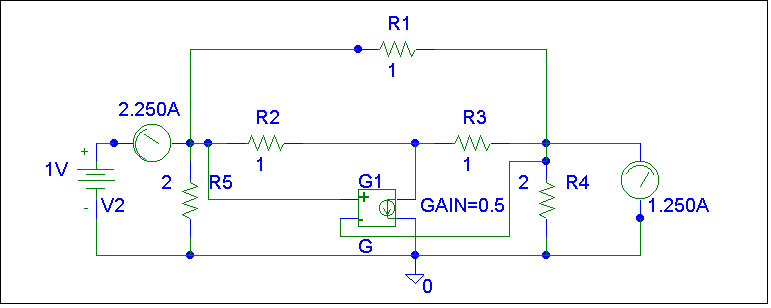 R1
1
2.250A
R2
1
R3
1
+
1V
-
V2
2
R5
G1
+
-
G
GAIN=0.5
2
R4
1.250A
0